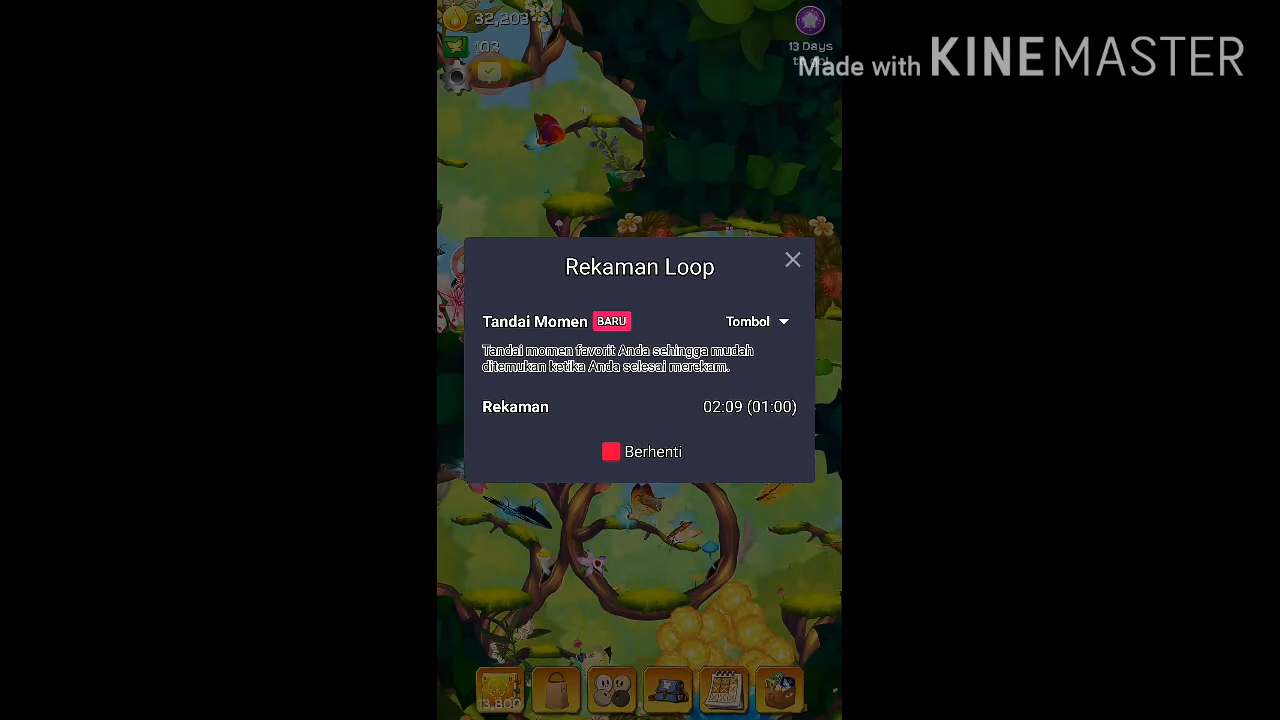 32,203
103
13 Days
Made with KINEMASTER
Rekaman Loop
Tandai Momen BARU Tombol
Tandai momen favorit Anda sehingga mudah
ditemukan ketika Anda selesai merekam.
Rekaman 02:09 (01:00)
Berhenti
13,800